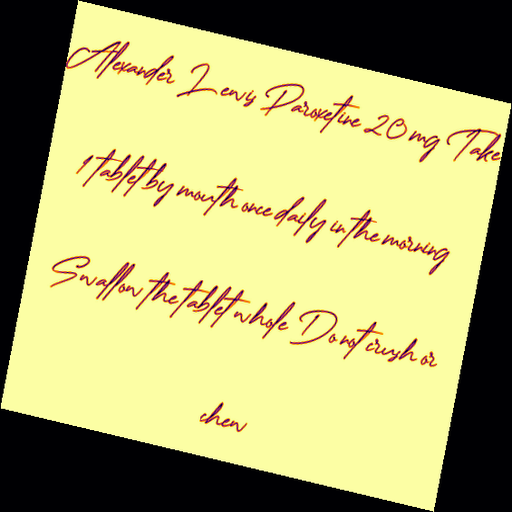 Alexander Lewis Paroxetine 20 mg Take
1 tablet by mouth once daily in the morning
Swallow the tablet whole Do not crush or
chew